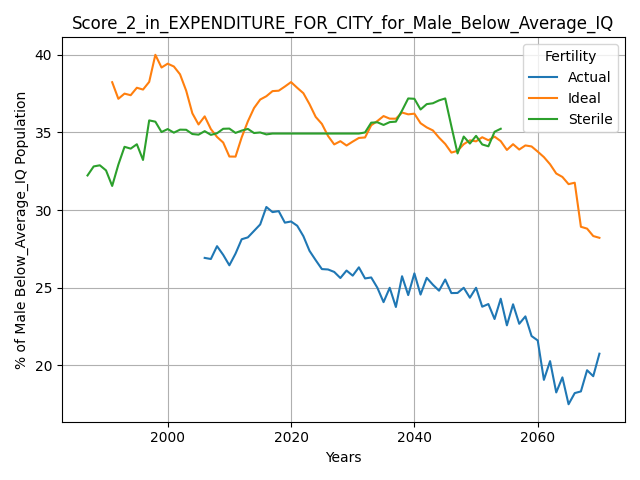 Score_2_in_EXPENDITURE_FOR_CITY_for_Male_Below_Average_IQ
% of Male Below_Average_IQ Population
40
35
30
25
20
Fertility
Actual
Ideal
Sterile
2000
2020
2040
2060
Years